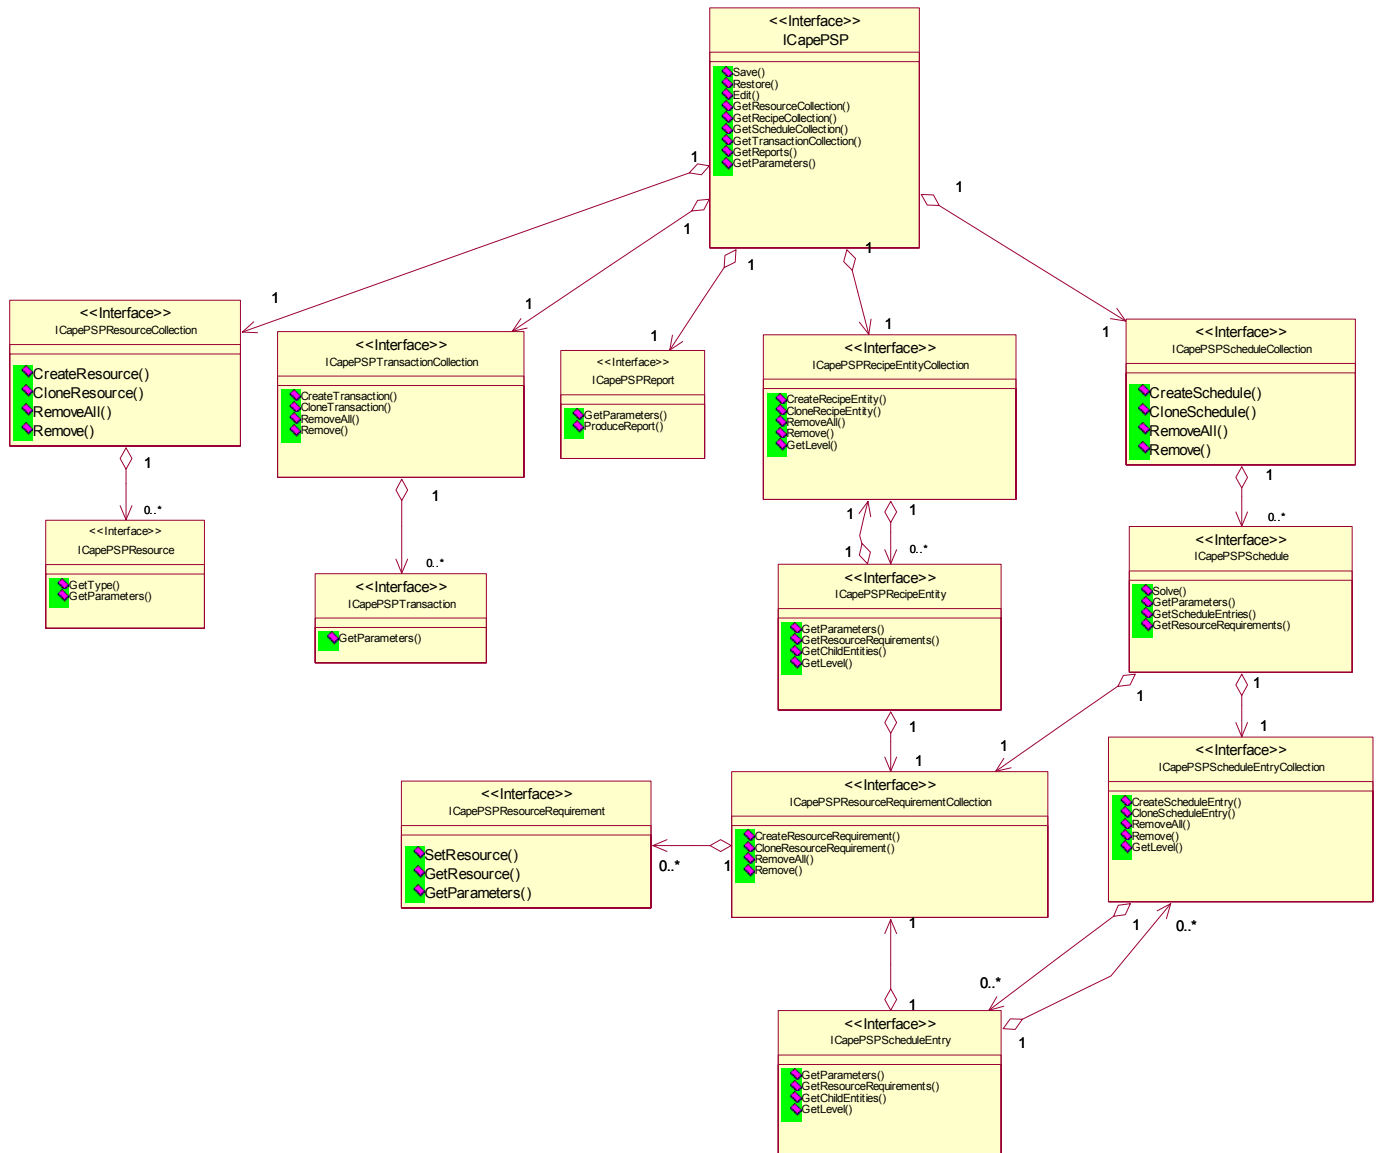 <<Interface>>
ICapePSP
Save()
Restore()
Edit()
GetResourceCollection()
GetRecipeCollection()
GetScheduleCollection()
GetTransactionCollection()
GetReports()
GetParameters()
1
1
1
1
1
1
1
1
1
1
<<Interface>>
ICapePSPResourceCollection
CreateResource()
CloneResource()
RemoveAll()
Remove()
1
0..*
<<Interface>>
ICapePSPResource
GetType()
GetParameters()
<<Interface>>
ICapePSPTransactionCollection
CreateTransaction()
CloneTransaction()
RemoveAll()
Remove()
1
0..*
<<Interface>>
ICapePSPTransaction
GetParameters()
<<Interface>>
ICapePSPReport
GetParameters()
ProduceReport()
<<Interface>>
ICapePSPRecipeEntityCollection
CreateRecipeEntity()
CloneRecipeEntity()
RemoveAll()
Remove()
GetLevel()
1
1
1
0..*
<<Interface>>
ICapePSPRecipeEntity
GetParameters()
GetResourceRequirements()
GetChildEntities()
GetLevel()
1
1
<<Interface>>
ICapePSPScheduleCollection
CreateSchedule()
CloneSchedule()
RemoveAll()
Remove()
1
0..*
<<Interface>>
ICapePSPSchedule
Solve()
GetParameters()
GetScheduleEntries()
GetResourceRequirements()
1
1
1
1
<<Interface>>
ICapePSPScheduleEntryCollection
CreateScheduleEntry()
CloneScheduleEntry()
RemoveAll()
Remove()
GetLevel()
<<Interface>>
ICapePSPResourceRequirement
SetResource()
GetResource()
GetParameters()
0..*
1
<<Interface>>
ICapePSPResourceRequirementCollection
CreateResourceRequirement()
CloneResourceRequirement()
RemoveAll()
Remove()
1
1
1
0..*
0..*
1
<<Interface>>
ICapePSPScheduleEntry
GetParameters()
GetResourceRequirements()
GetChildEntities()
GetLevel()